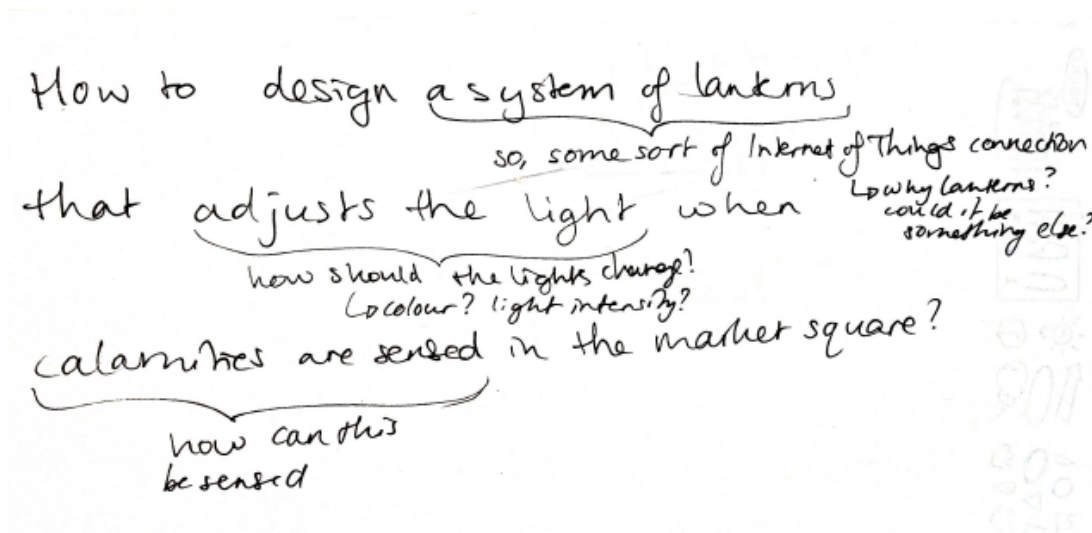 How to design a system of lanterns
so, some sort of Internet of Things connection
↳ why lanterns?
could it be
something else?
that adjusts the light when
how should the lights change?
↳ colour? light intensity?
calamities are sensed in the market square?
how can this
be sensed